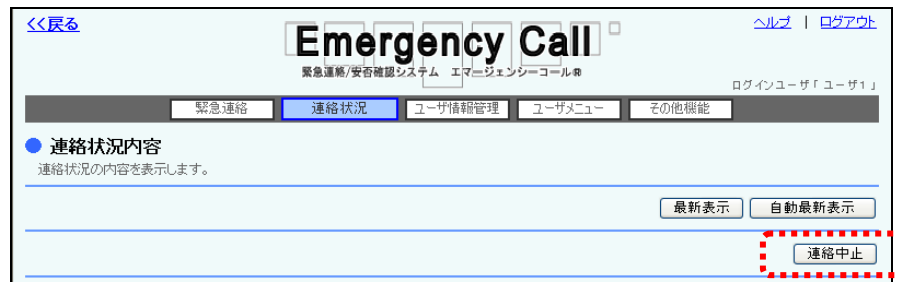 <<戻る
ヘルプ | ログアウト
Emergency Call
緊急連絡/安否確認システム エマージェンシーコール®
ログインユーザ「ユーザ1」
緊急連絡 連絡状況 ユーザ情報管理 ユーザメニュー その他機能
連絡状況内容
連絡状況の内容を表示します。
最新表示 自動最新表示
連絡中止